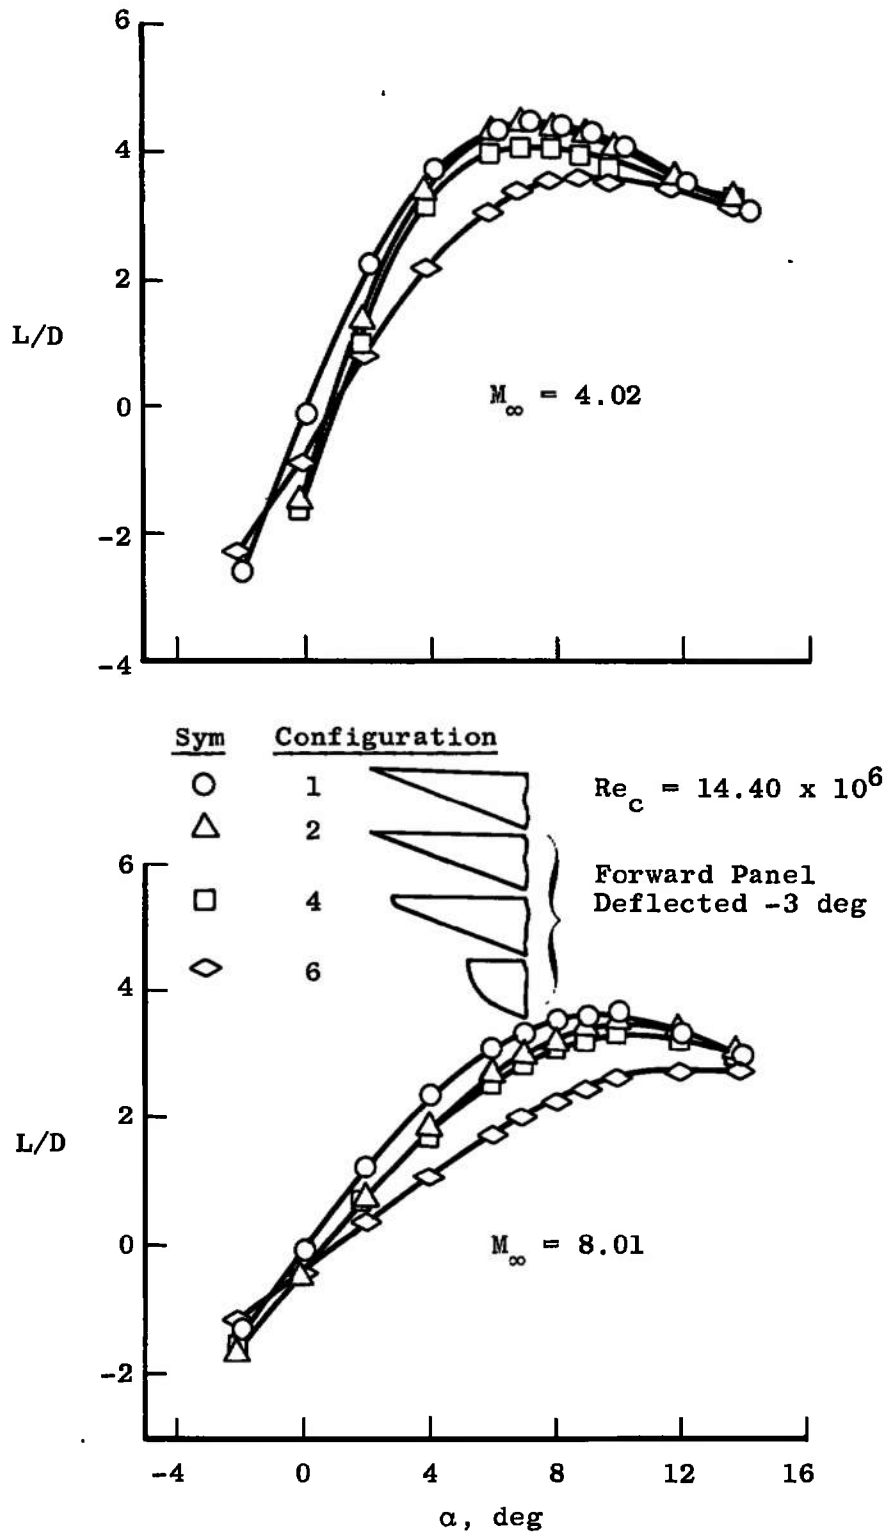 6
4
2
L/D
0
M∞ = 4.02
-2
-4
Sym Configuration
1
Re_c = 14.40 x 10^6
2
6
Forward Panel
Deflected -3 deg
4
6
4
2
L/D
0
M∞ = 8.01
-2
-4 0 4 8 12 16
α, deg